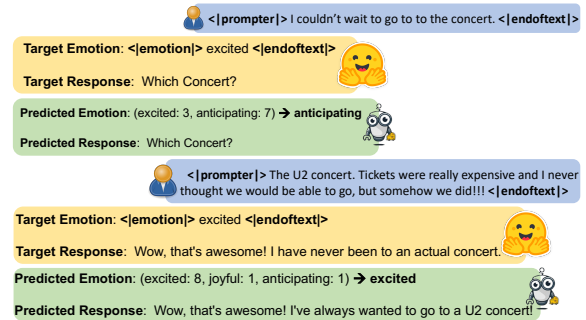 <|prompter|> I couldn't wait to go to to the concert. <|endoftext|>
Target Emotion: <|emotion|> excited <|endoftext|>
Target Response: Which Concert?
Predicted Emotion: (excited: 3, anticipating: 7) → anticipating
Predicted Response: Which Concert?
<|prompter|> The U2 concert. Tickets were really expensive and I never
thought we would be able to go, but somehow we did!!! <|endoftext|>
Target Emotion: <|emotion|> excited <|endoftext|>
Target Response: Wow, that's awesome! I have never been to an actual concert.
Predicted Emotion: (excited: 8, joyful: 1, anticipating: 1) → excited
Predicted Response: Wow, that's awesome! I've always wanted to go to a U2 concert!